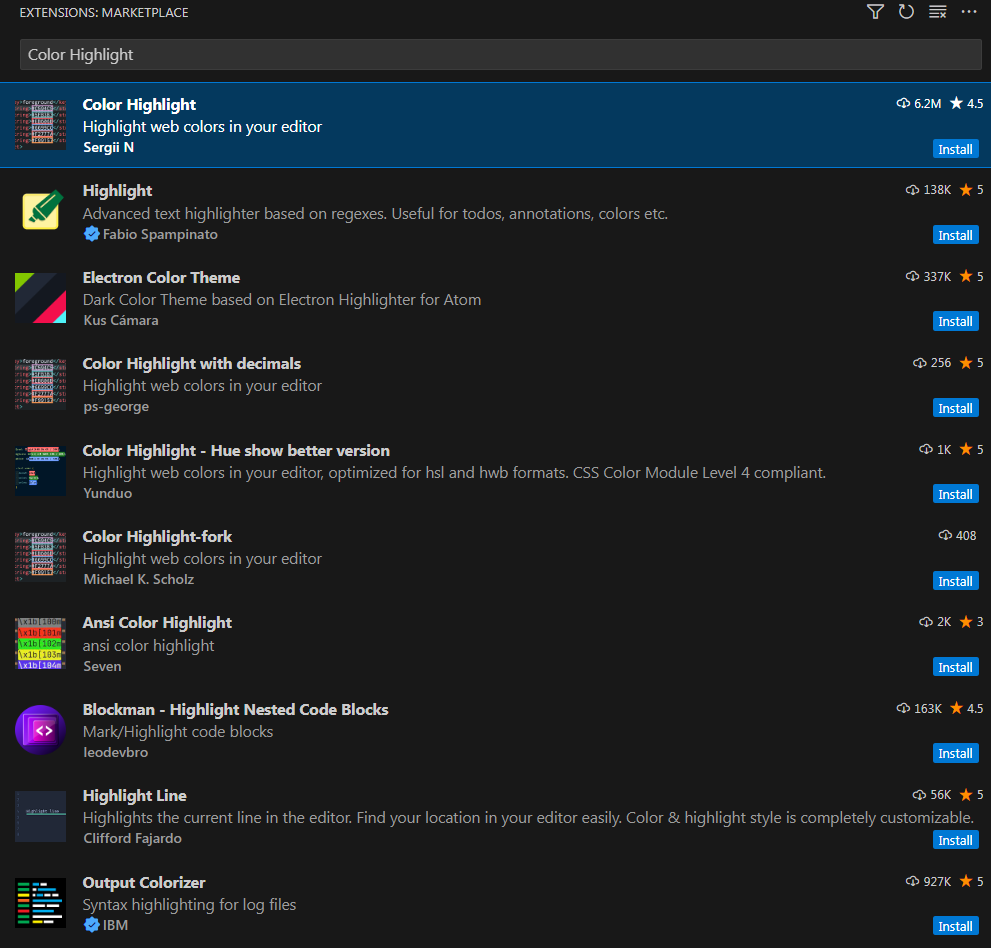 EXTENSIONS: MARKETPLACE
Color Highlight
Color Highlight 6.2M 4.5
Highlight web colors in your editor
Sergii N
Install
Highlight 138K 5
Advanced text highlighter based on regexes. Useful for todos, annotations, colors etc.
Fabio Spampinato
Install
Electron Color Theme 337K 5
Dark Color Theme based on Electron Highlighter for Atom
Kus Cámara
Install
Color Highlight with decimals 256 5
Highlight web colors in your editor
ps-george
Install
Color Highlight - Hue show better version 1K 5
Highlight web colors in your editor, optimized for hsl and hwb formats. CSS Color Module Level 4 compliant.
Yunduo
Install
Color Highlight-fork 408
Highlight web colors in your editor
Michael K. Scholz
Install
Ansi Color Highlight 2K 3
ansi color highlight
Seven
Install
Blockman - Highlight Nested Code Blocks 163K 4.5
Mark/Highlight code blocks
leodevbro
Install
Highlight Line 56K 5
Highlights the current line in the editor. Find your location in your editor easily. Color & highlight style is completely customizable.
Clifford Fajardo
Install
Output Colorizer 927K 5
Syntax highlighting for log files
IBM
Install